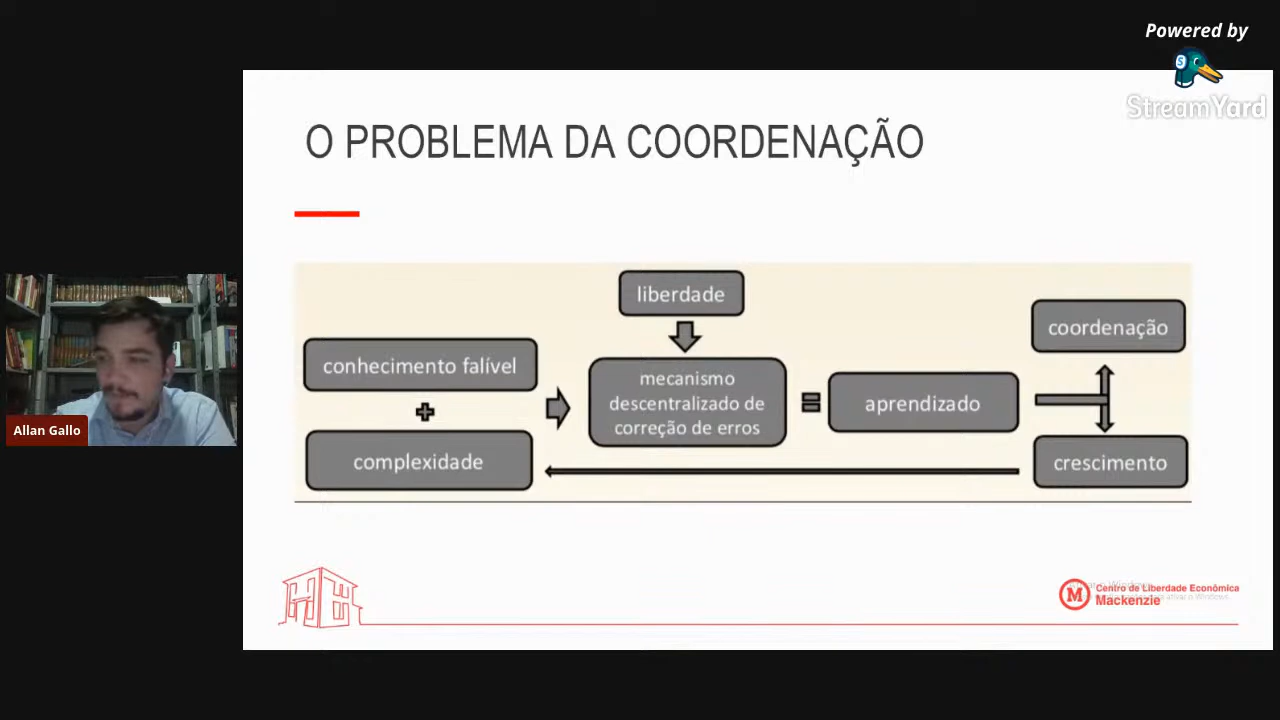 Powered by
StreamYard
O PROBLEMA DA COORDENAÇÃO
liberdade
conhecimento falível
complexidade
mecanismo
descentralizado de
correção de erros
aprendizado
coordenação
crescimento
Allan Gallo
M
Centro de Liberdade Econômica
Mackenzie